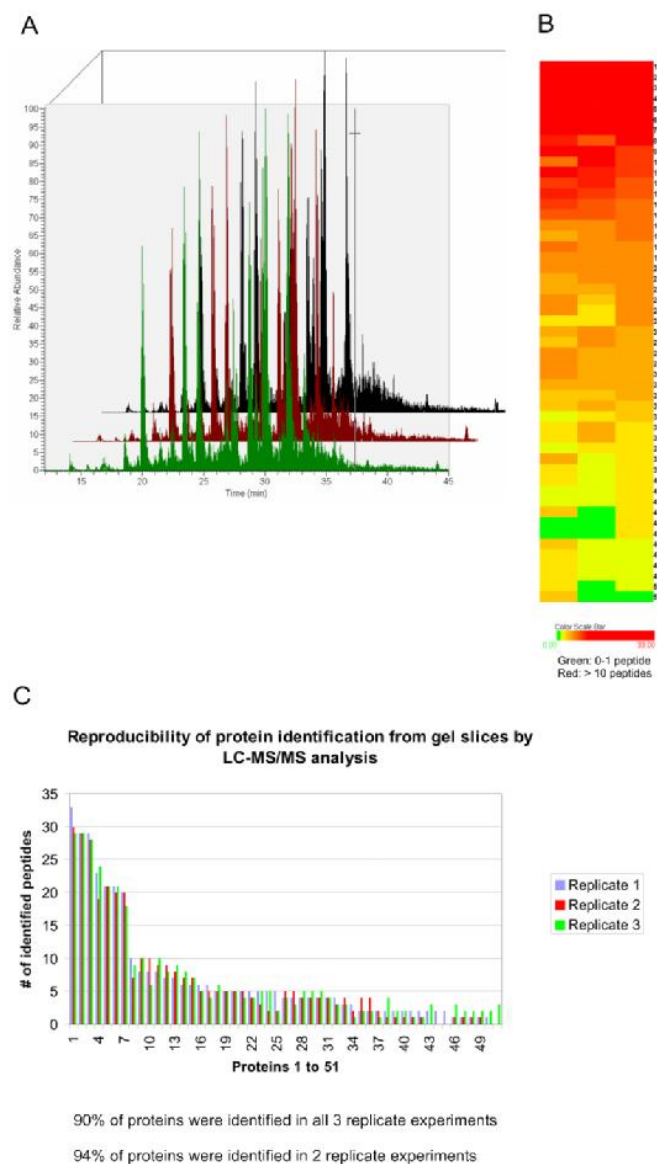 A
B
100
95
90
85
80
75
70
65
60
55
50
45
40
35
30
25
20
15
10
5
0
Relative Abundance
15 20 25 30 35 40 45
Time (min)
Color Scale Bar
0.00
Green: 0-1 peptide
Red: > 10 peptides
C
Reproducibility of protein identification from gel slices by
LC-MS/MS analysis
35
30
25
20
15
10
5
0
# of identified peptides
1 4 7 10 13 16 19 22 25 28 31 34 37 40 43 46 49
Proteins 1 to 51
Replicate 1
Replicate 2
Replicate 3
90% of proteins were identified in all 3 replicate experiments
94% of proteins were identified in 2 replicate experiments